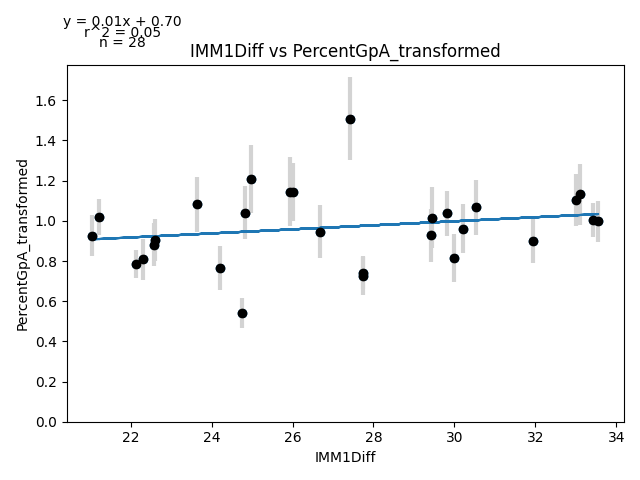 y = 0.01x + 0.70
r^2 = 0.05
n = 28
IMM1Diff vs PercentGpA_transformed
PercentGpA_transformed
1.6
1.4
1.2
1.0
0.8
0.6
0.4
0.2
0.0
22 24 26 28 30 32 34
IMM1Diff